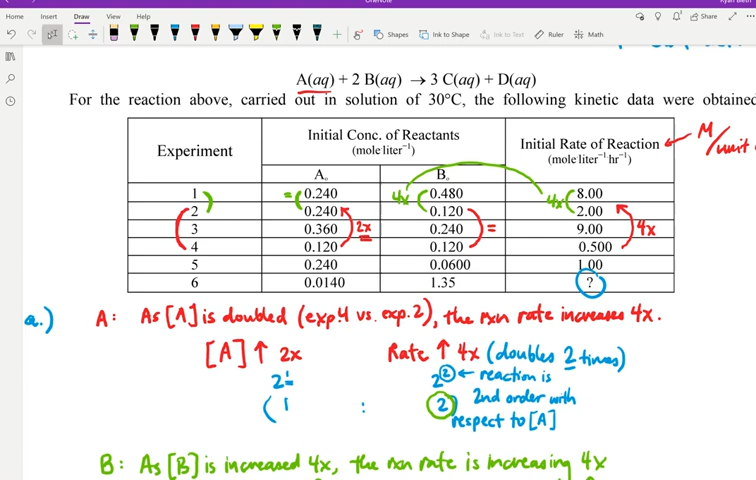 OneNote
Ryan Bleth
Home Insert Draw View Help
Share
Shapes Ink to Shape Ink to Text Ruler Math
A(aq) + 2 B(aq) → 3 C(aq) + D(aq)
For the reaction above, carried out in solution of 30°C, the following kinetic data were obtained
Experiment Initial Conc. of Reactants (mole liter⁻¹) Initial Rate of Reaction (mole liter⁻¹ hr⁻¹)
M/unit
Aₒ Bₒ
1 = 0.240 4x 0.480 4x 8.00
2 0.240 0.120 2.00
3 0.360 2x 0.240 = 9.00 4x
4 0.120 0.120 0.500
5 0.240 0.0600 1.00
6 0.0140 1.35 ?
a.) A: As [A] is doubled (exp 4 vs. exp. 2), the rxn rate increases 4x.
[A] ↑ 2x Rate ↑ 4x (doubles 2 times)
2¹ 2² ← reaction is
( 1 : 2 ) 2nd order with
respect to [A]
B: As [B] is increased 4x, the rxn rate is increasing 4x